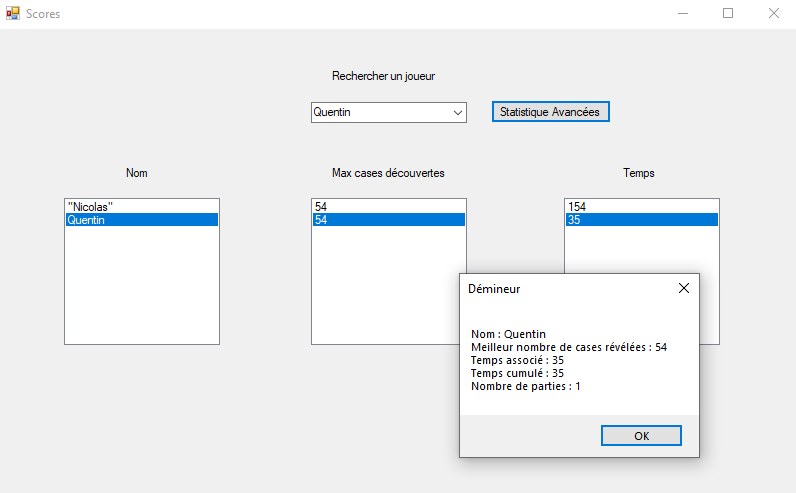 Scores
Rechercher un joueur
Quentin
Statistique Avancées
Nom
Max cases découvertes
Temps
"Nicolas"
54
154
Quentin
54
35
Démineur
Nom : Quentin
Meilleur nombre de cases révélées : 54
Temps associé : 35
Temps cumulé : 35
Nombre de parties : 1
OK